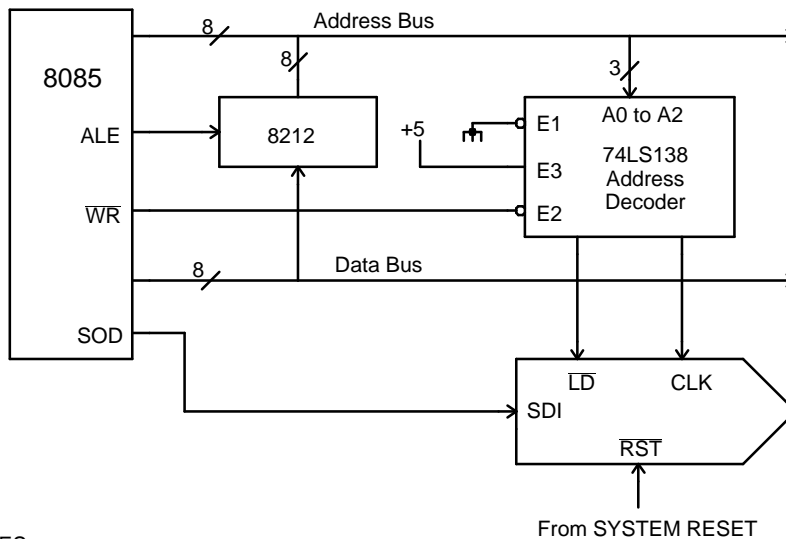 8
Address Bus
8
3
8085
ALE
8212
+5
E1
A0 to A2
E3
74LS138
Address
Decoder
WR
E2
8
Data Bus
SOD
LD
CLK
SDI
RST
From SYSTEM RESET